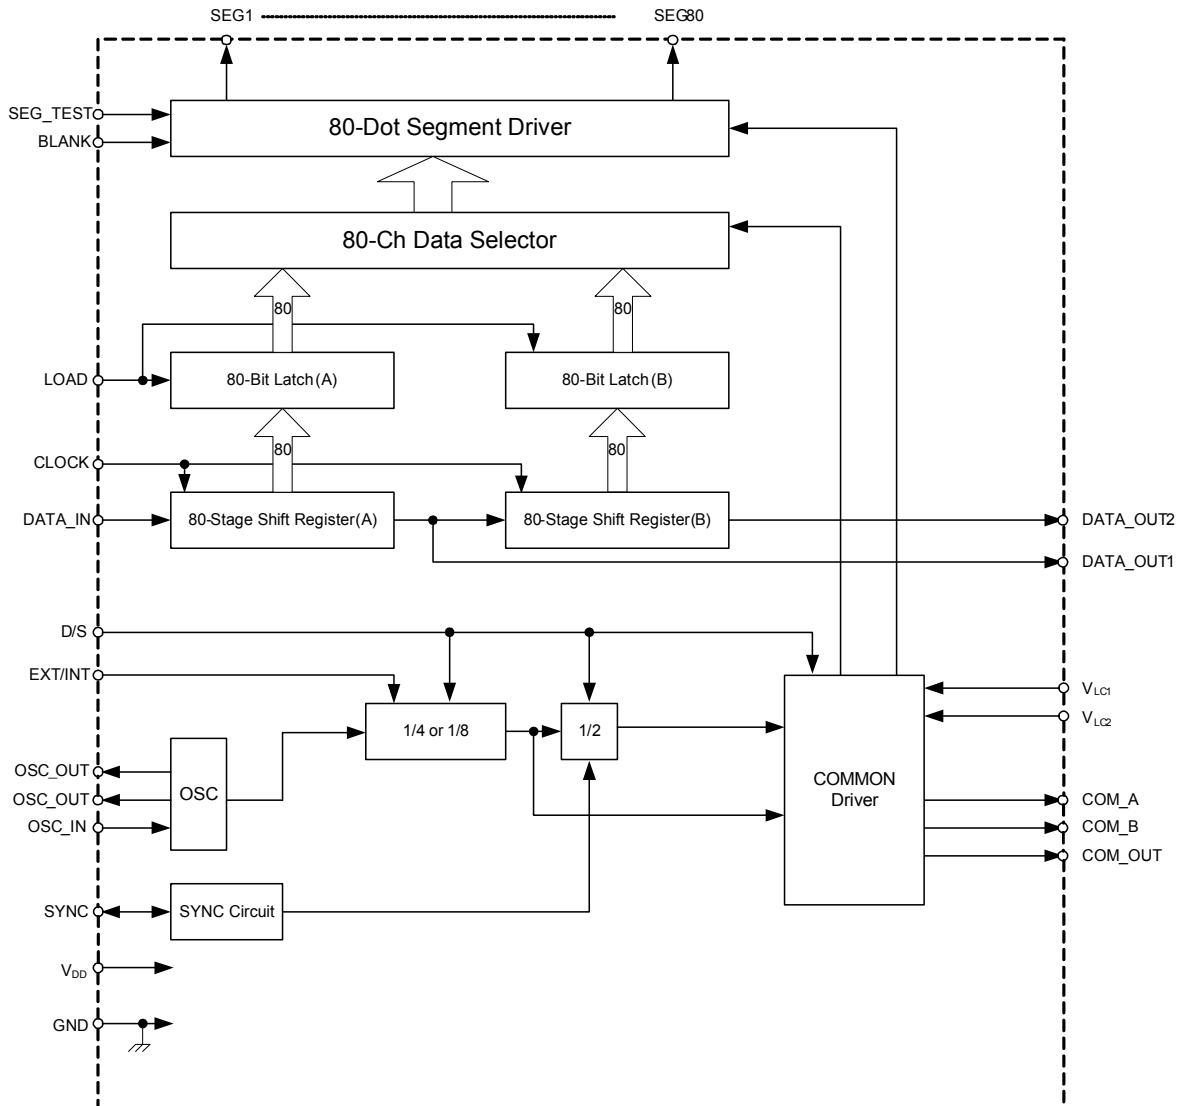 SEG1 SEG80
SEG_TEST
BLANK
80-Dot Segment Driver
80-Ch Data Selector
80 80
LOAD
80-Bit Latch(A) 80-Bit Latch(B)
80 80
CLOCK
DATA_IN
80-Stage Shift Register(A) 80-Stage Shift Register(B)
DATA_OUT2
DATA_OUT1
D/S
EXT/INT
1/4 or 1/8 1/2
VLC1
VLC2
OSC_OUT
OSC_OUT
OSC_IN
OSC
COMMON
Driver
COM_A
COM_B
COM_OUT
SYNC
SYNC Circuit
VDD
GND